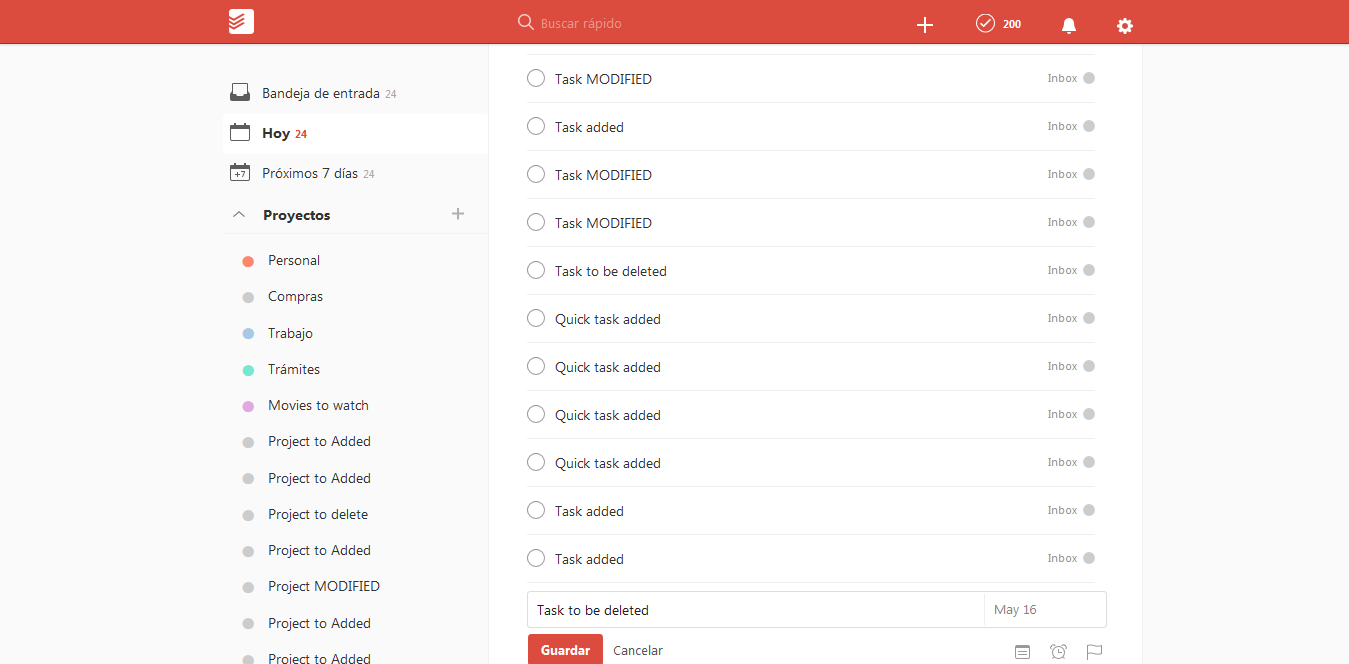 Buscar rápido
200
Bandeja de entrada 24
Hoy 24
+7 Próximos 7 días 24
Proyectos
Personal
Compras
Trabajo
Trámites
Movies to watch
Project to Added
Project to Added
Project to delete
Project to Added
Project MODIFIED
Project to Added
Project to Added
Task MODIFIED Inbox
Task added Inbox
Task MODIFIED Inbox
Task MODIFIED Inbox
Task to be deleted Inbox
Quick task added Inbox
Quick task added Inbox
Quick task added Inbox
Quick task added Inbox
Task added Inbox
Task added Inbox
Task to be deleted May 16
Guardar Cancelar